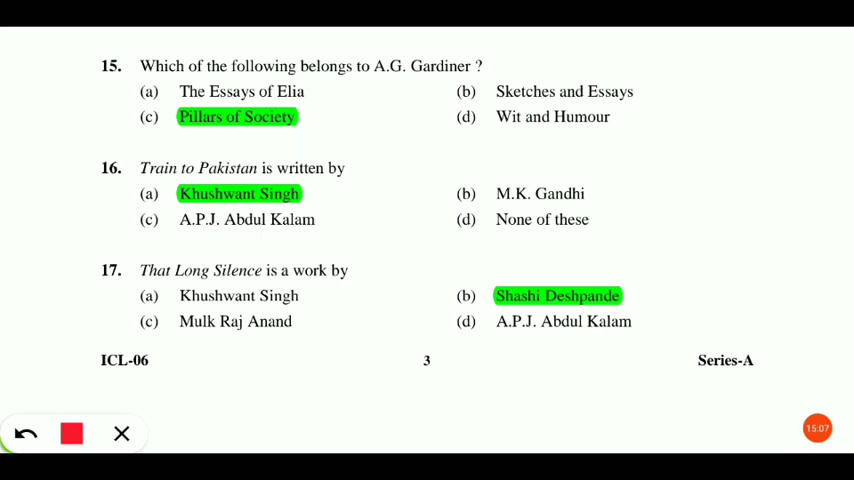 15. Which of the following belongs to A.G. Gardiner ?
(a) The Essays of Elia (b) Sketches and Essays
(c) Pillars of Society (d) Wit and Humour
16. Train to Pakistan is written by
(a) Khushwant Singh (b) M.K. Gandhi
(c) A.P.J. Abdul Kalam (d) None of these
17. That Long Silence is a work by
(a) Khushwant Singh (b) Shashi Deshpande
(c) Mulk Raj Anand (d) A.P.J. Abdul Kalam
ICL-06 3 Series-A
15:07